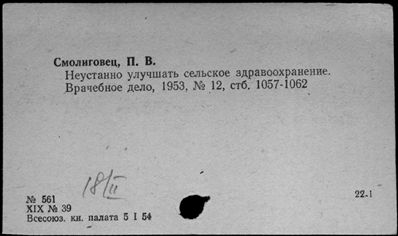 Смолиговец, П. В.
Неустанно улучшать сельское здравоохранение.
Врачебное дело, 1953, № 12, стб. 1057-1062
18/II
№ 561
XIX № 39
Всесоюз. кн. палата 5 I 54
22.1